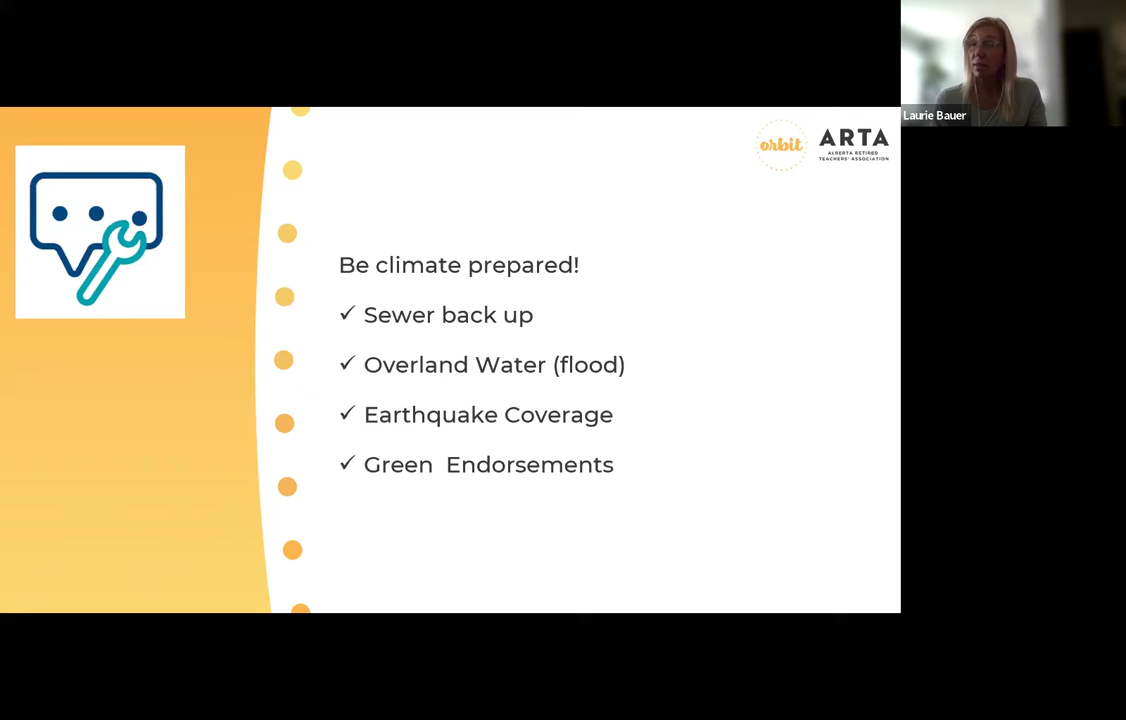 orbit
ARTA
ALBERTA RETIRED
TEACHERS' ASSOCIATION
Laurie Bauer
Be climate prepared!
✓ Sewer back up
✓ Overland Water (flood)
✓ Earthquake Coverage
✓ Green  Endorsements